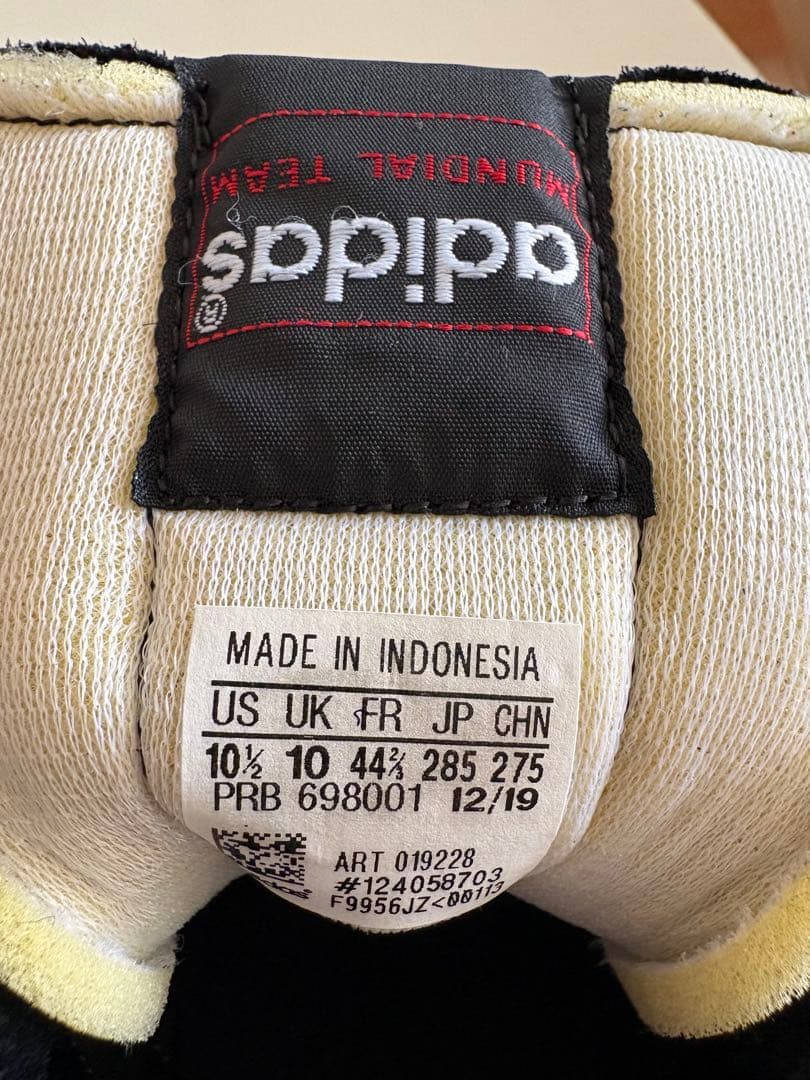 MUNDIAL TEAM
adidas®
MADE IN INDONESIA
US UK FR JP CHN
10½ 10 44⅔ 285 275
PRB 698001 12/19
ART 019228
#124058703
F9956JZ<00113